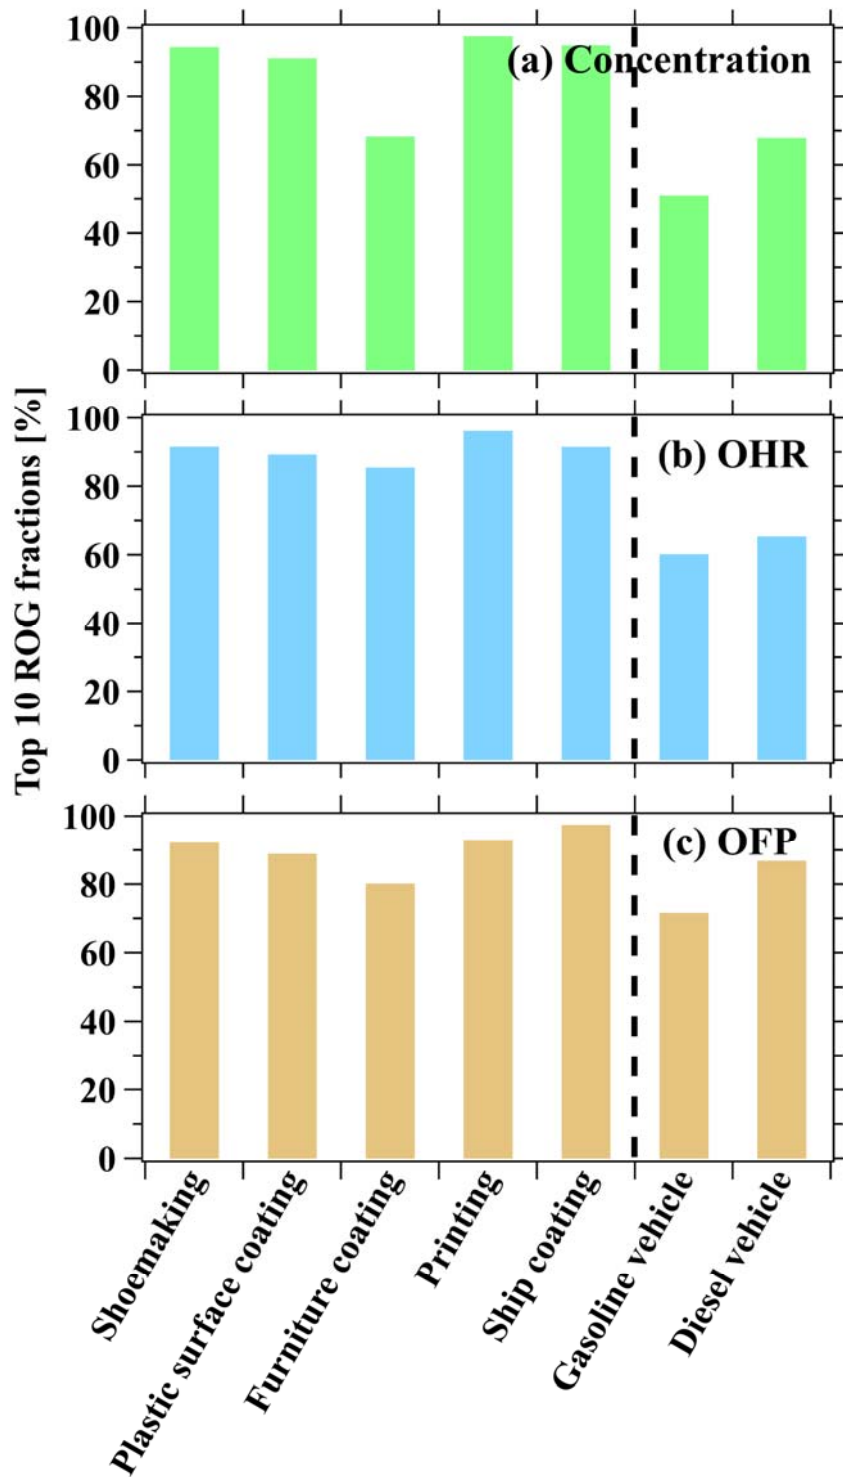 Top 10 ROG fractions [%]
(a) Concentration
100
80
60
40
20
0
(b) OHR
100
80
60
40
20
0
(c) OFP
100
80
60
40
20
0
Shoemaking
Plastic surface coating
Furniture coating
Printing
Ship coating
Gasoline vehicle
Diesel vehicle